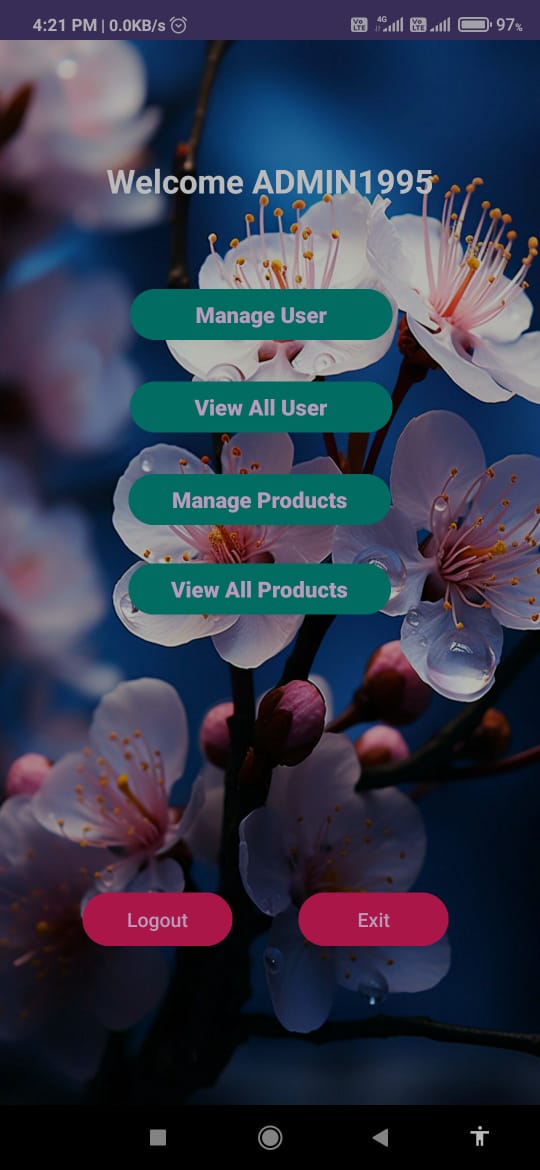 4:21 PM | 0.0KB/s
Vo LTE 4G Vo LTE 97%
Welcome ADMIN1995
Manage User
View All User
Manage Products
View All Products
Logout
Exit